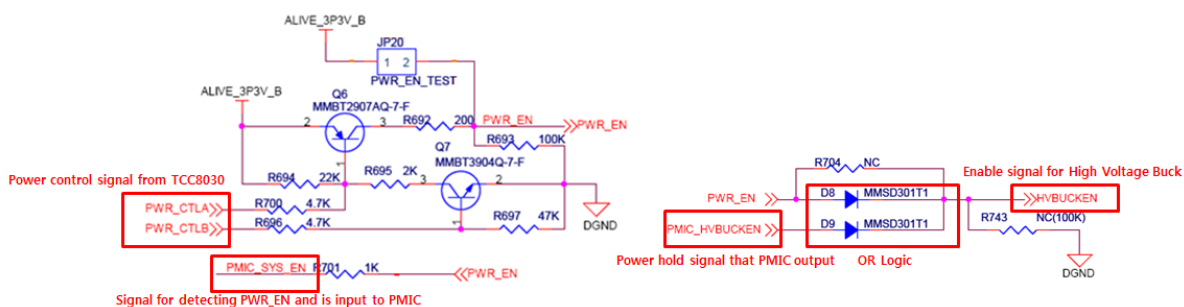 ALIVE_3P3V_B
JP20
1 2
PWR_EN_TEST
ALIVE_3P3V_B
Q6
MMBT2907AQ-7-F
2
3
1
R692
200
PWR_EN
PWR_EN
R693
100K
Q7
MMBT3904Q-7-F
R694
22K
R695
2K
3
2
1
Power control signal from TCC8030
PWR_CTLA
R700
4.7K
PWR_CTLB
R696
4.7K
R697
47K
DGND
PMIC_SYS_EN
R701
1K
PWR_EN
Signal for detecting PWR_EN and is input to PMIC
R704
NC
Enable signal for High Voltage Buck
PWR_EN
D8
MMSD301T1
HVBUCKEN
PMIC_HVBUCKEN
D9
MMSD301T1
R743
NC(100K)
Power hold signal that PMIC output
OR Logic
DGND